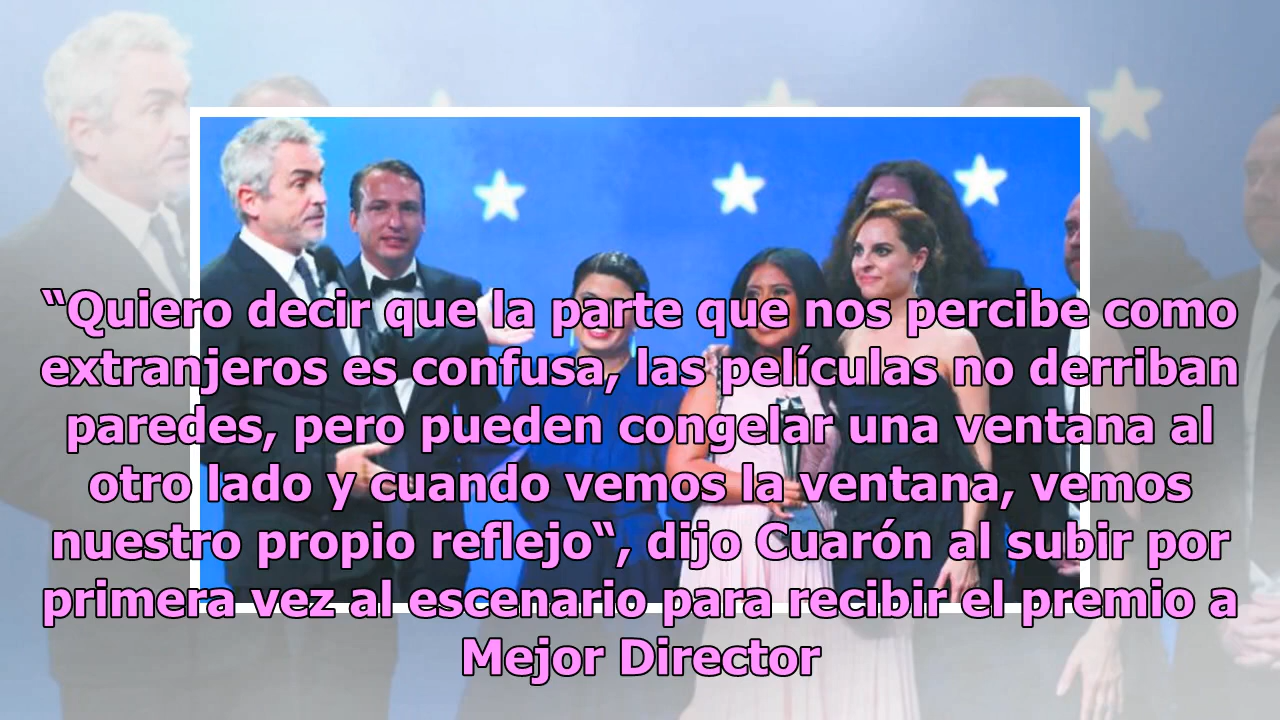 “Quiero decir que la parte que nos percibe como
extranjeros es confusa, las películas no derriban
paredes, pero pueden congelar una ventana al
otro lado y cuando vemos la ventana, vemos
nuestro propio reflejo“, dijo Cuarón al subir por
primera vez al escenario para recibir el premio a
Mejor Director